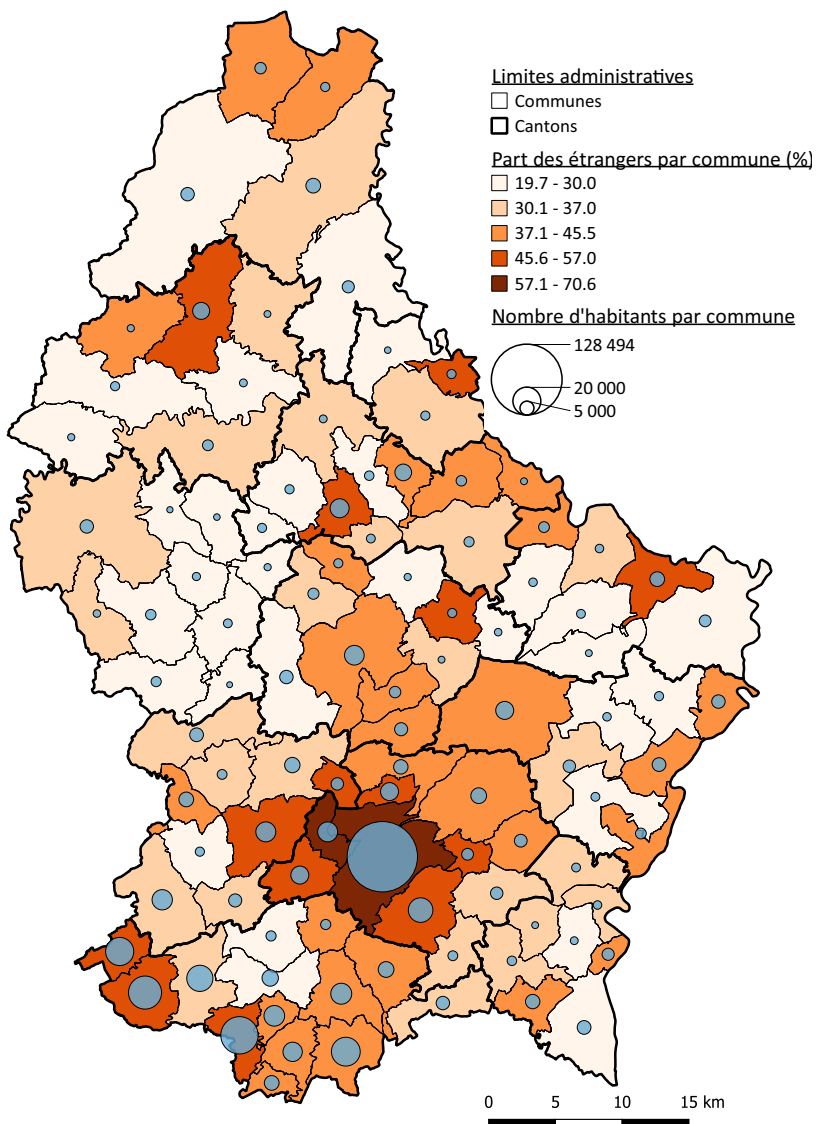 Limites administratives
Communes
Cantons
Part des étrangers par commune (%)
19.7 - 30.0
30.1 - 37.0
37.1 - 45.5
45.6 - 57.0
57.1 - 70.6
Nombre d'habitants par commune
128 494
20 000
5 000
0 5 10 15 km